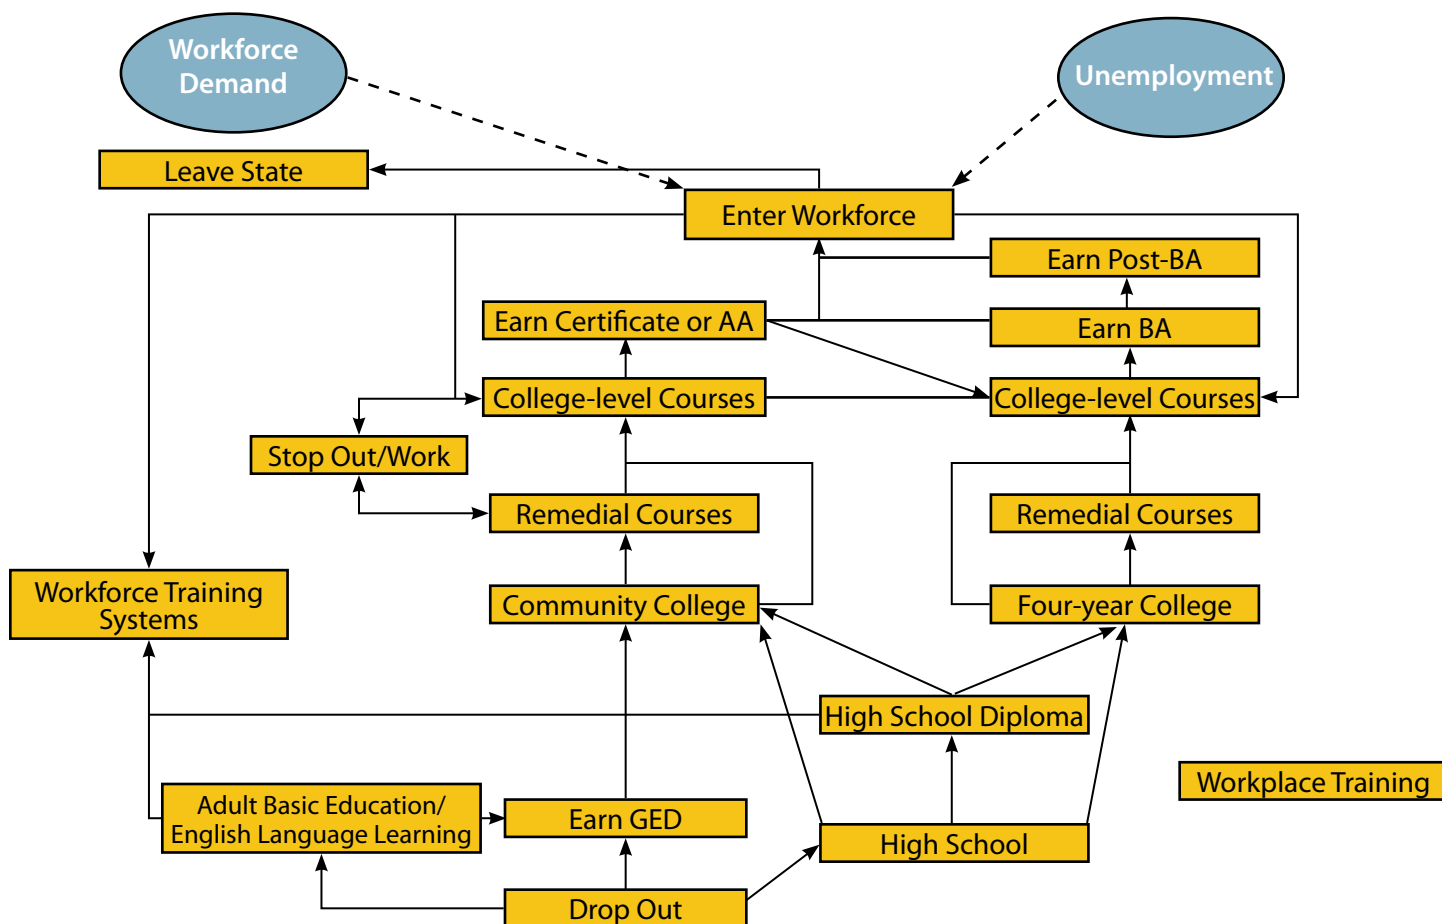 Workforce
Demand
Unemployment
Leave State
Enter Workforce
Earn Post-BA
Earn Certificate or AA
Earn BA
College-level Courses
College-level Courses
Stop Out/Work
Remedial Courses
Remedial Courses
Workforce Training
Systems
Community College
Four-year College
High School Diploma
Workplace Training
Adult Basic Education/
English Language Learning
Earn GED
High School
Drop Out